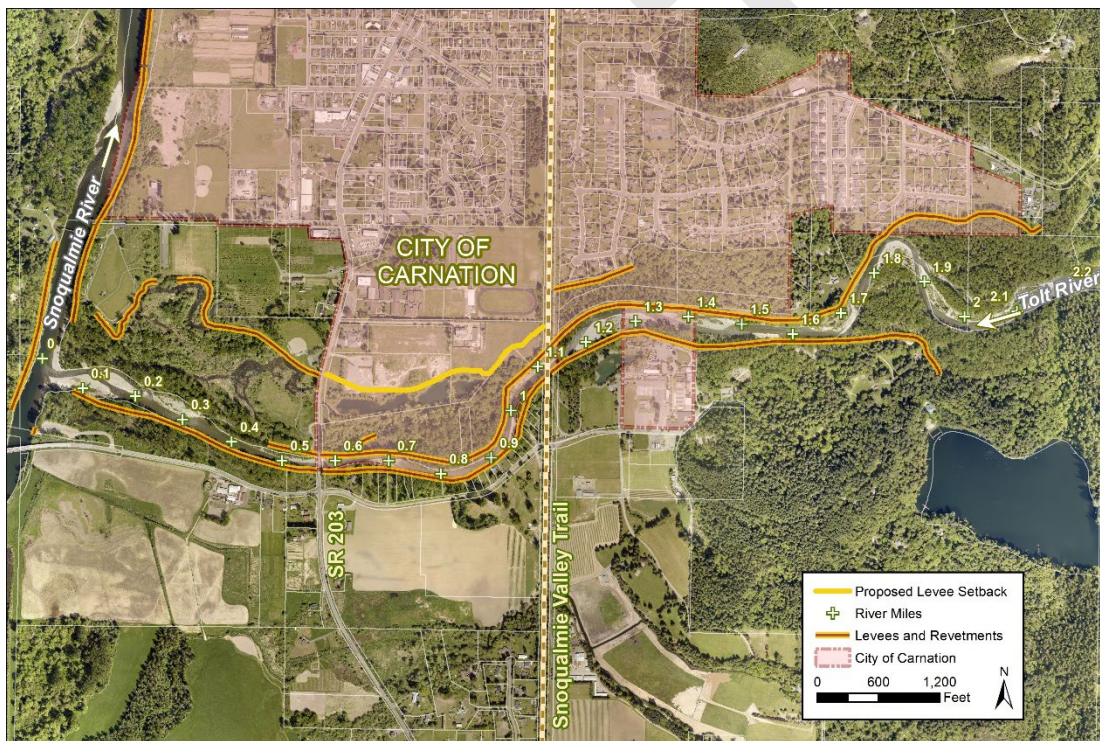 Snoqualmie River
CITY OF
CARNATION
Tolt River
SR 203
Snoqualmie Valley Trail
0
0.1
0.2
0.3
0.4
0.5
0.6
0.7
0.8
0.9
1
1.1
1.2
1.3
1.4
1.5
1.6
1.7
1.8
1.9
2
2.1
2.2
Proposed Levee Setback
River Miles
Levees and Revetments
City of Carnation
0 600 1,200
Feet
N